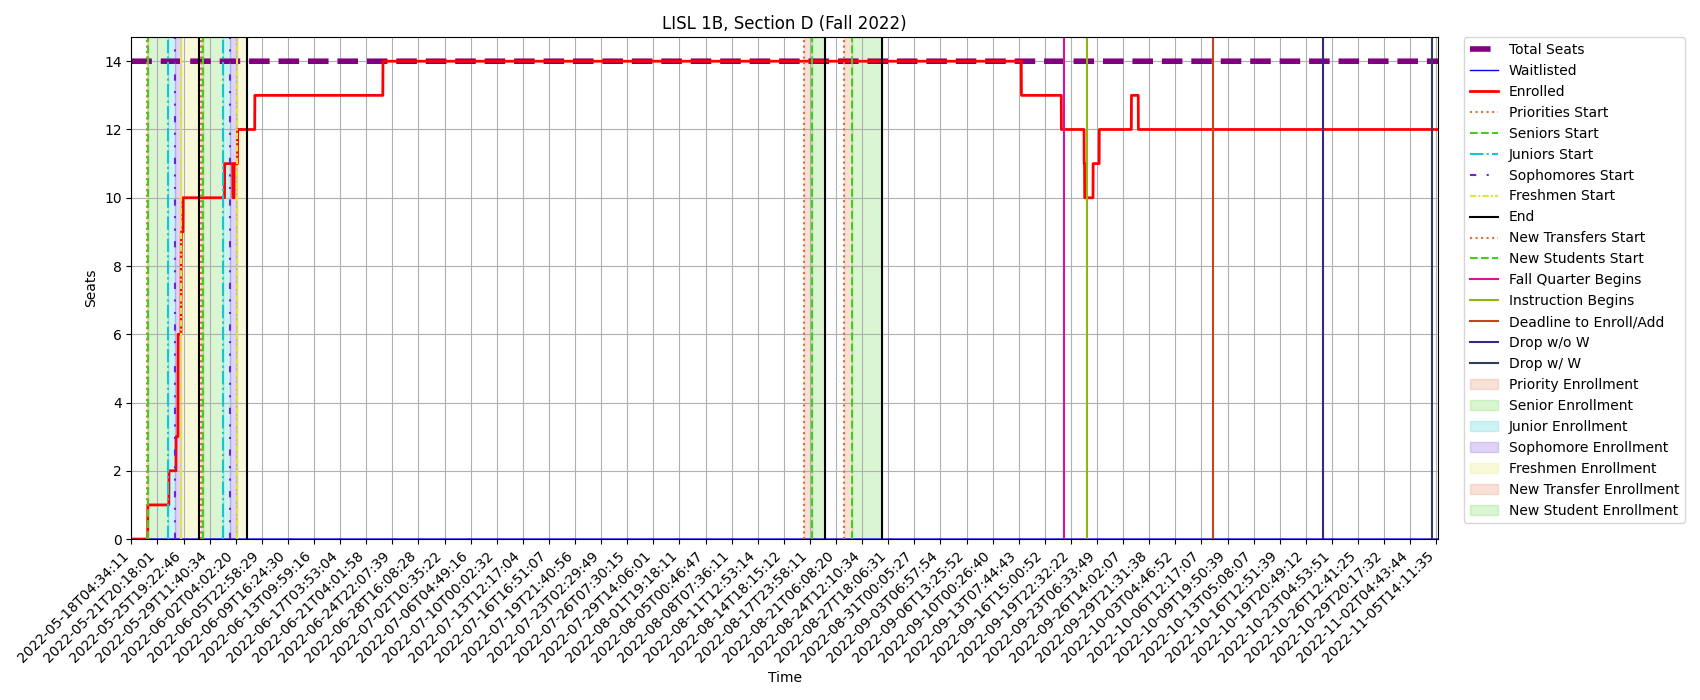 LISL 1B, Section D (Fall 2022)
Seats
14
12
10
8
6
4
2
0
2022-05-18T04:34:11
2022-05-21T20:18:01
2022-05-25T19:22:46
2022-05-29T11:40:34
2022-06-02T04:02:20
2022-06-05T22:58:29
2022-06-09T16:24:30
2022-06-13T09:59:16
2022-06-17T03:53:04
2022-06-21T04:01:58
2022-06-24T22:07:39
2022-06-28T16:08:28
2022-07-02T10:35:22
2022-07-06T04:49:16
2022-07-10T00:02:32
2022-07-13T12:17:04
2022-07-16T16:51:07
2022-07-19T21:40:56
2022-07-23T02:29:49
2022-07-26T07:30:15
2022-07-29T14:06:01
2022-08-01T19:18:11
2022-08-05T00:46:47
2022-08-08T07:36:11
2022-08-11T12:53:14
2022-08-14T18:15:12
2022-08-17T23:58:11
2022-08-21T06:08:20
2022-08-24T12:10:34
2022-08-27T18:06:31
2022-08-31T00:05:27
2022-09-03T06:57:54
2022-09-06T13:25:52
2022-09-10T00:26:40
2022-09-13T07:44:43
2022-09-16T15:00:52
2022-09-19T22:32:22
2022-09-23T06:33:49
2022-09-26T14:02:07
2022-09-29T21:31:38
2022-10-03T04:46:52
2022-10-06T12:17:07
2022-10-09T19:50:39
2022-10-13T05:08:07
2022-10-16T12:51:39
2022-10-19T20:49:12
2022-10-23T04:53:51
2022-10-26T12:41:25
2022-10-29T20:17:32
2022-11-02T04:43:44
2022-11-05T14:11:35
Time
Total Seats
Waitlisted
Enrolled
Priorities Start
Seniors Start
Juniors Start
Sophomores Start
Freshmen Start
End
New Transfers Start
New Students Start
Fall Quarter Begins
Instruction Begins
Deadline to Enroll/Add
Drop w/o W
Drop w/ W
Priority Enrollment
Senior Enrollment
Junior Enrollment
Sophomore Enrollment
Freshmen Enrollment
New Transfer Enrollment
New Student Enrollment